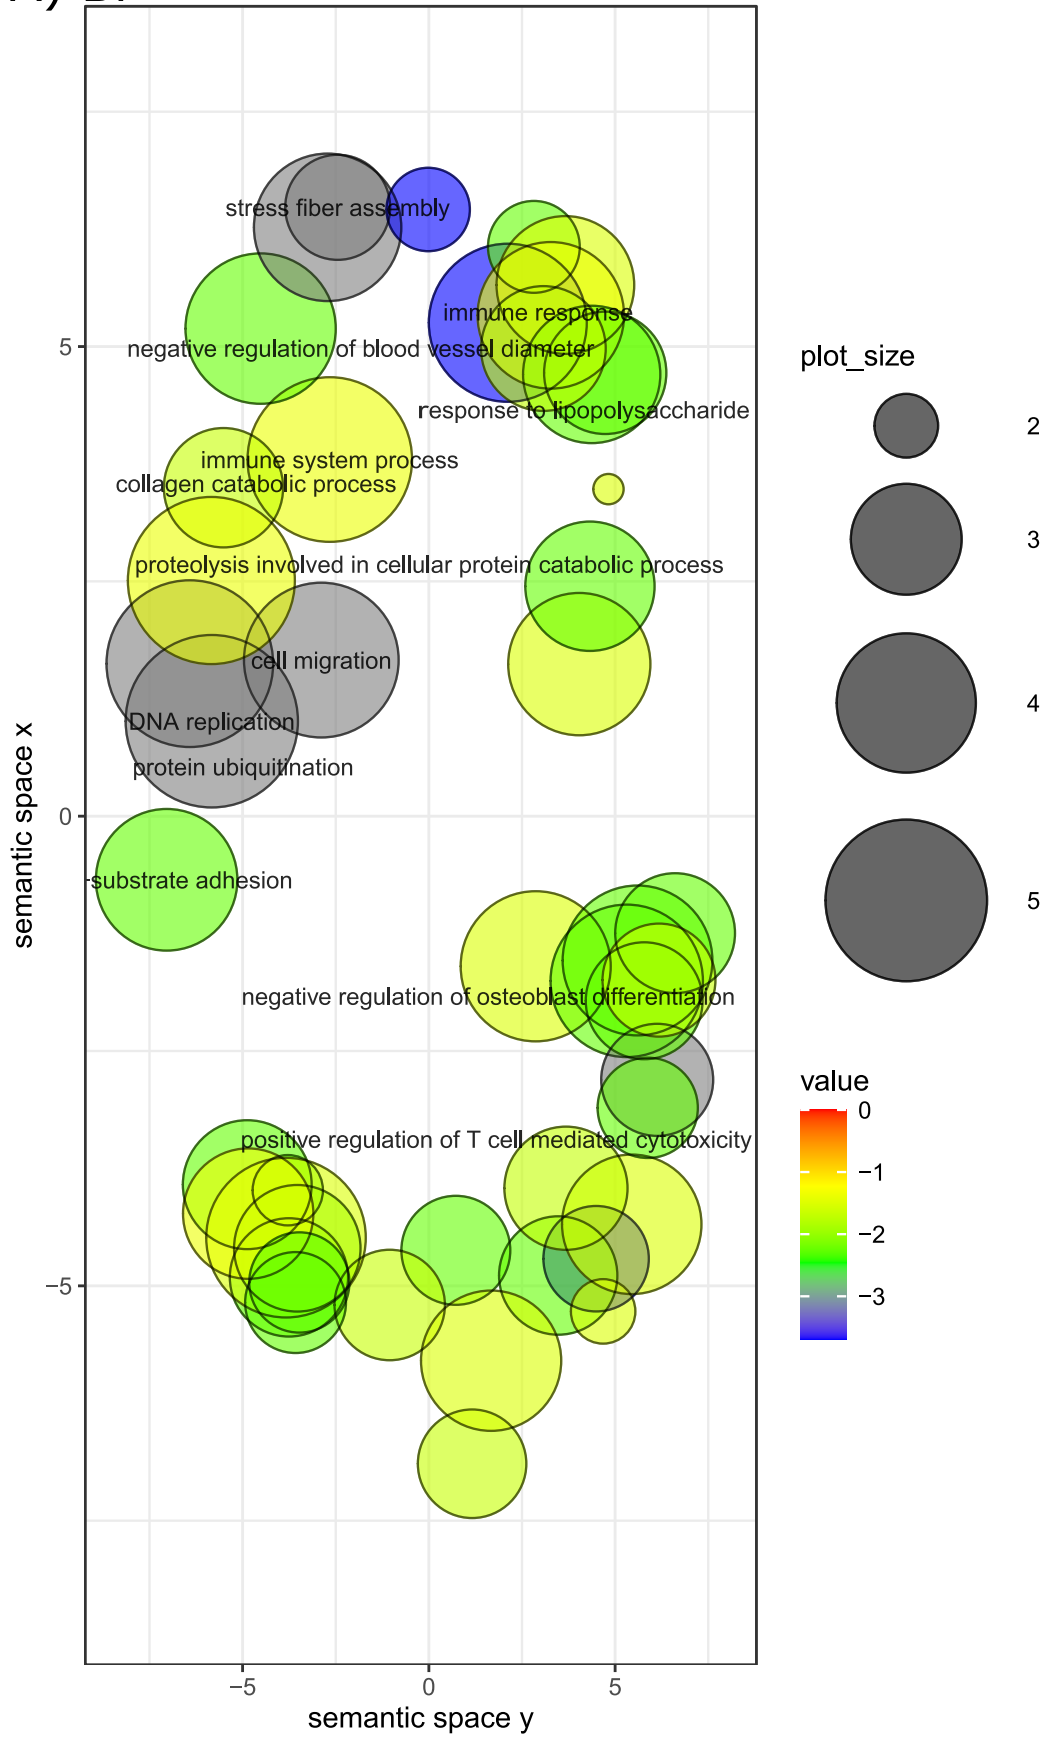 stress fiber assembly
immune response
negative regulation of blood vessel diameter
response to lipopolysaccharide
immune system process
collagen catabolic process
proteolysis involved in cellular protein catabolic process
cell migration
DNA replication
protein ubiquitination
-substrate adhesion
negative regulation of osteoblast differentiation
positive regulation of T cell mediated cytotoxicity
5
0
−5
semantic space x
−5 0 5
semantic space y
plot_size
2
3
4
5
value
0
−1
−2
−3